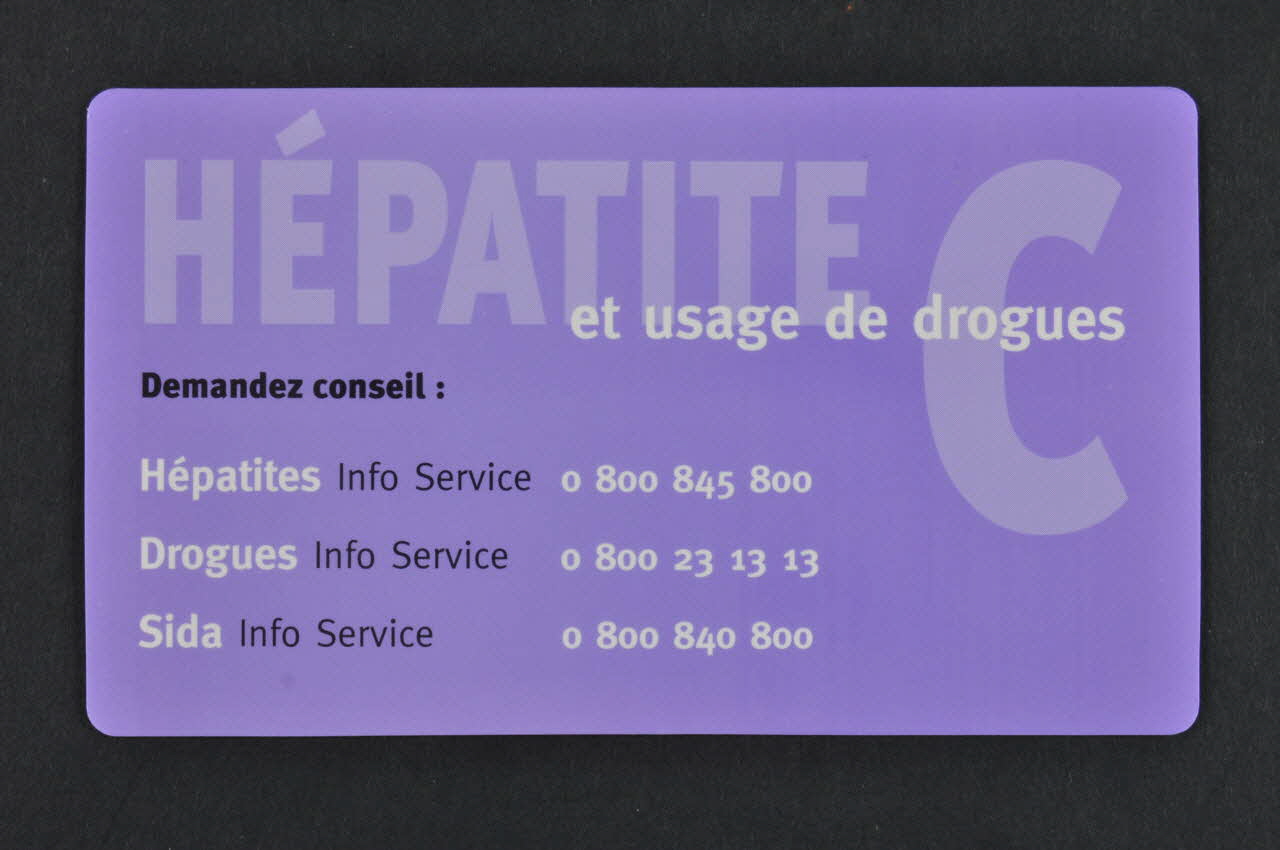 HÉPATITE C
et usage de drogues
Demandez conseil :
Hépatites Info Service 0 800 845 800
Drogues Info Service 0 800 23 13 13
Sida Info Service 0 800 840 800